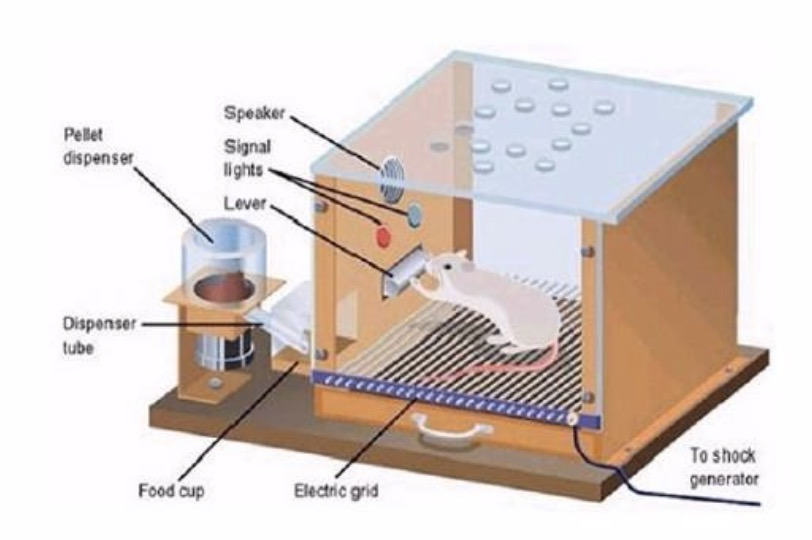 Speaker
Signal
lights
Lever
Pellet
dispenser
Dispenser
tube
Food cup
Electric grid
To shock
generator